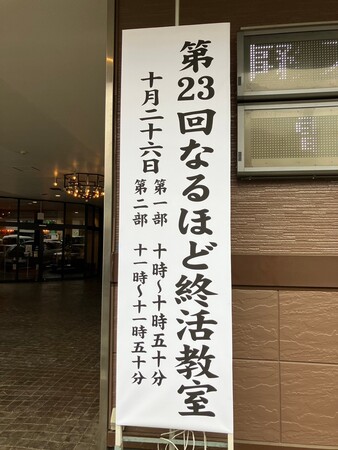 第23回なるほど終活教室
十月二十六日
第一部 十時～十時五十分
第二部 十一時～十一時五十分